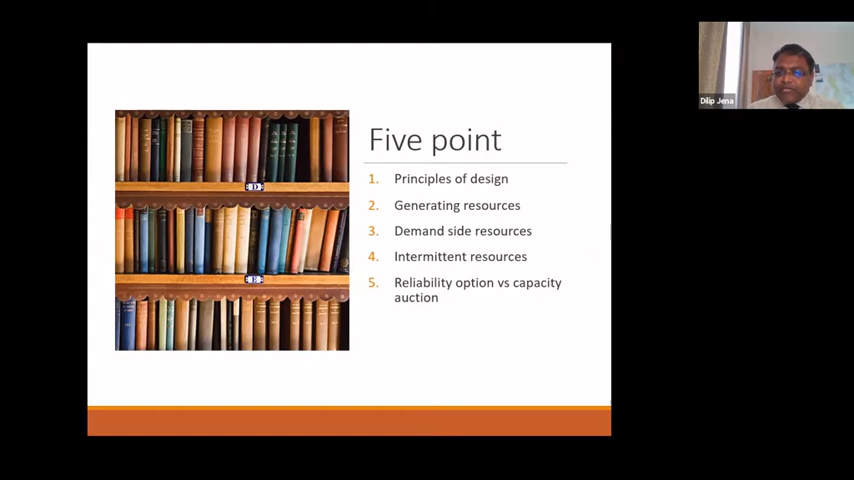 Five point
1. Principles of design
2. Generating resources
3. Demand side resources
4. Intermittent resources
5. Reliability option vs capacity
auction
D
E
Dilip Jena